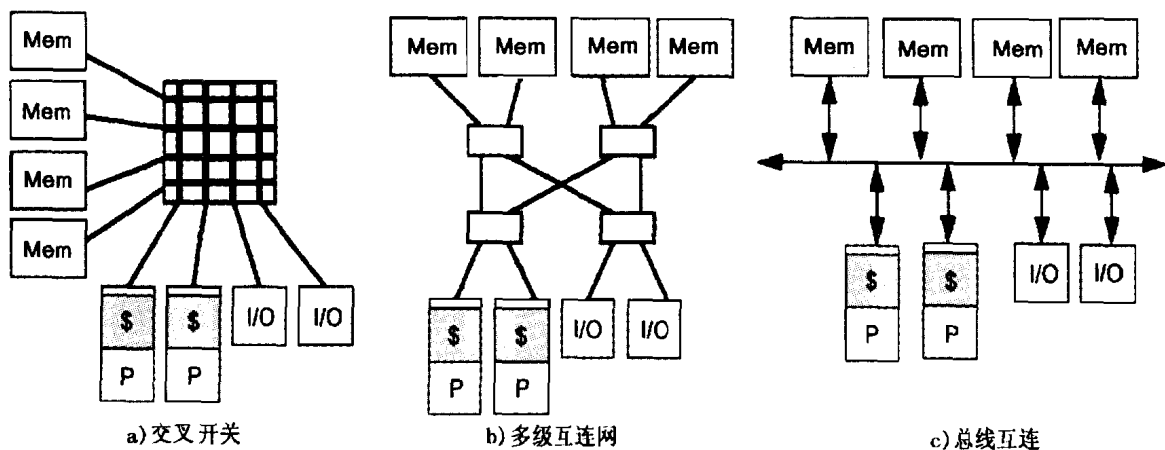 Mem
Mem
Mem
Mem
$ $ I/O I/O
P P
a)交叉开关
Mem Mem Mem Mem
$ $ I/O I/O
P P
b)多级互连网
Mem Mem Mem Mem
$ $ I/O I/O
P P
c)总线互连